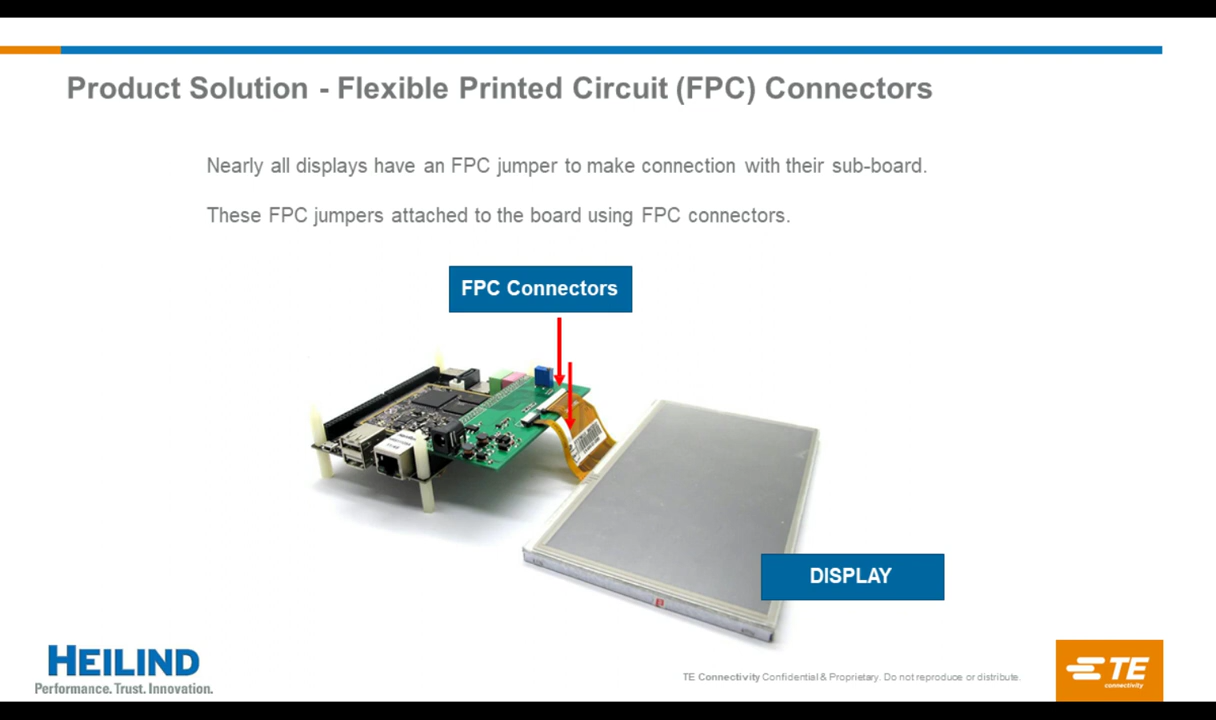 Product Solution - Flexible Printed Circuit (FPC) Connectors
Nearly all displays have an FPC jumper to make connection with their sub-board.
These FPC jumpers attached to the board using FPC connectors.
FPC Connectors
DISPLAY
HEILIND
Performance. Trust. Innovation.
TE Connectivity Confidential & Proprietary. Do not reproduce or distribute.
TE
connectivity